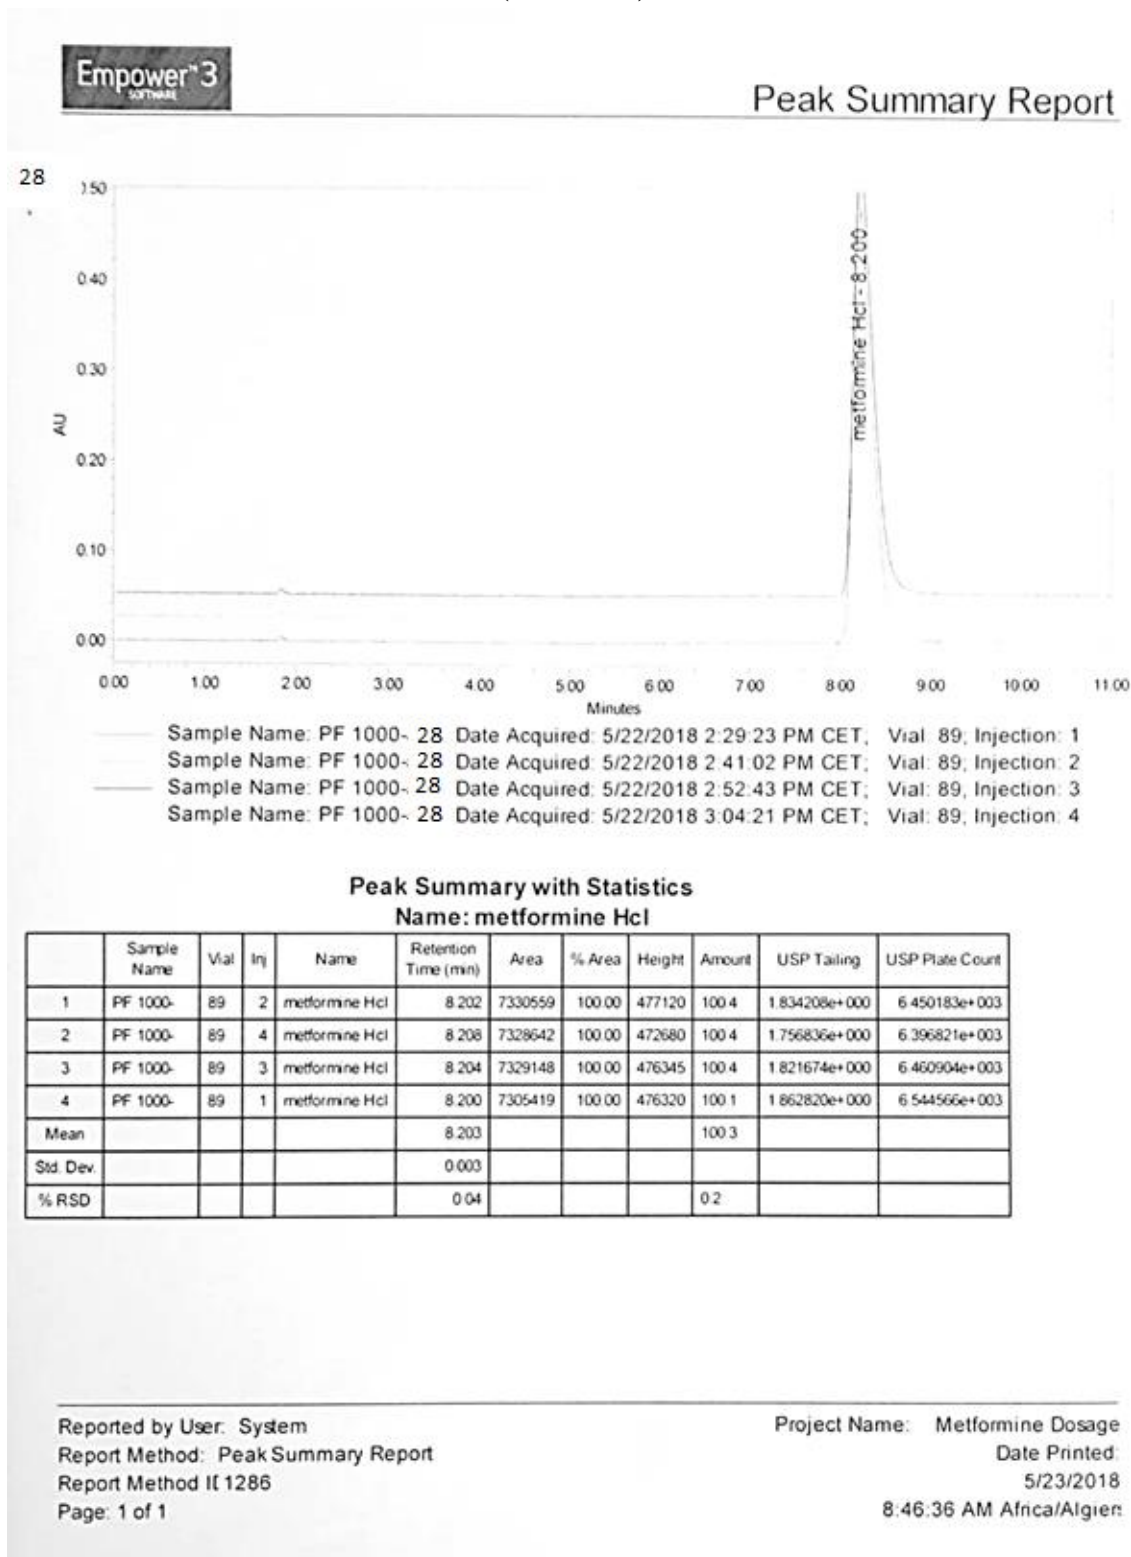 Empower™3
SOFTWARE
Peak Summary Report
28
0.50
0.40
0.30
0.20
0.10
0.00
AU
metformine Hcl - 8.200
0.00 1.00 2.00 3.00 4.00 5.00 6.00 7.00 8.00 9.00 10.00 11.00
Minutes
Sample Name: PF 1000- 28 Date Acquired: 5/22/2018 2:29:23 PM CET; Vial: 89; Injection: 1
Sample Name: PF 1000- 28 Date Acquired: 5/22/2018 2:41:02 PM CET; Vial: 89; Injection: 2
Sample Name: PF 1000- 28 Date Acquired: 5/22/2018 2:52:43 PM CET; Vial: 89; Injection: 3
Sample Name: PF 1000- 28 Date Acquired: 5/22/2018 3:04:21 PM CET; Vial: 89; Injection: 4
Peak Summary with Statistics
Name: metformine Hcl
Sample Name Vial Inj Name Retention Time (min) Area % Area Height Amount USP Tailing USP Plate Count
1 PF 1000- 89 2 metformine Hcl 8.202 7330559 100.00 477120 100.4 1.834208e+000 6.450183e+003
2 PF 1000- 89 4 metformine Hcl 8.208 7328642 100.00 472680 100.4 1.756836e+000 6.396821e+003
3 PF 1000- 89 3 metformine Hcl 8.204 7329148 100.00 476345 100.4 1.821674e+000 6.460904e+003
4 PF 1000- 89 1 metformine Hcl 8.200 7305419 100.00 476320 100.1 1.862820e+000 6.544566e+003
Mean 8.203 100.3
Std. Dev. 0.003
% RSD 0.04 0.2
Reported by User: System
Report Method: Peak Summary Report
Report Method ID 1286
Page: 1 of 1
Project Name: Metformine Dosage
Date Printed:
5/23/2018
8:46:36 AM Africa/Algiers